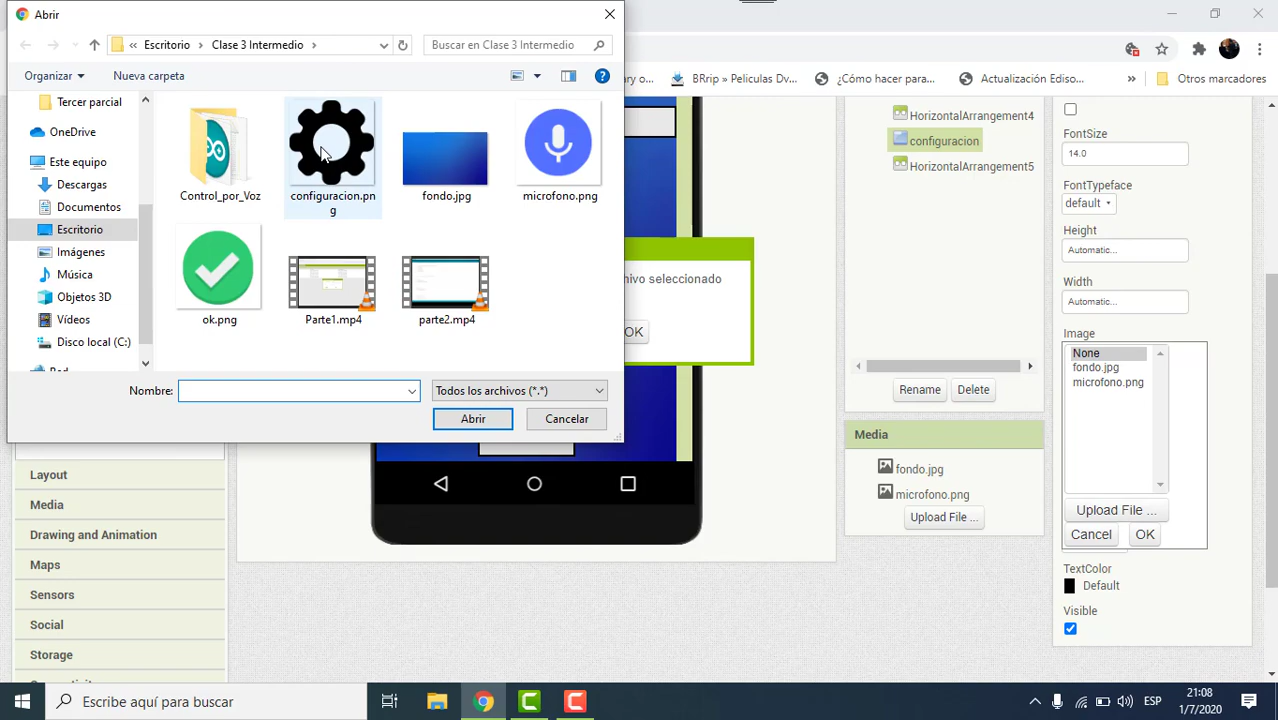 Abrir
Escritorio
Clase 3 Intermedio
Buscar en Clase 3 Intermedio
ary o...
BRrip » Peliculas Dv...
¿Cómo hacer para...
Actualización Ediso...
Otros marcadores
Organizar
Nueva carpeta
Tercer parcial
OneDrive
Este equipo
Descargas
Documentos
Escritorio
Imágenes
Música
Objetos 3D
Vídeos
Disco local (C:)
Control_por_Voz
configuracion.pn
g
fondo.jpg
microfono.png
ok.png
Parte1.mp4
parte2.mp4
Nombre:
Todos los archivos (*.*)
Abrir
Cancelar
hivo seleccionado
OK
HorizontalArrangement4
configuracion
HorizontalArrangement5
Rename
Delete
Media
fondo.jpg
microfono.png
Upload File ...
FontSize
14.0
FontTypeface
default
Height
Automatic...
Width
Automatic...
Image
None
fondo.jpg
microfono.png
Upload File ...
Cancel
OK
TextColor
Default
Visible
Layout
Media
Drawing and Animation
Maps
Sensors
Social
Storage
Escribe aquí para buscar
ESP
21:08
1/7/2020